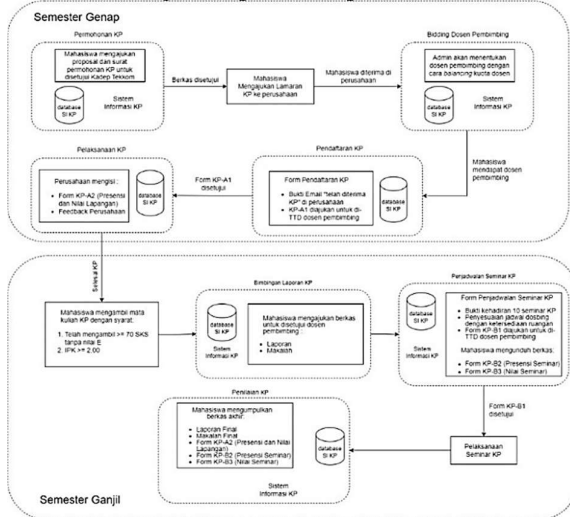 Semester Genap
Permohonan KP
Mahasiswa mengajukan
proposal dan surat
permohonan KP untuk
disetujui Kadep Tekkom
database
SI KP
Sistem
Informasi KP
Berkas disetujui
Mahasiswa
Mengajukan Lamaran
KP ke perusahaan
Mahasiswa diterima di
perusahaan
Bidding Dosen Pembimbing
Admin akan menentukan
dosen pembimbing dengan
cara balancing kuota dosen
database
SI KP
Sistem
Informasi KP
Mahasiswa
mendapat dosen
pembimbing
Pendaftaran KP
Form Pendaftaran KP
• Bukti Email "telah diterima
KP" di perusahaan
• KP-A1 diajukan untuk di-
TTD dosen pembimbing
database
SI KP
Form KP-A1
disetujui
Pelaksanaan KP
Perusahaan mengisi :
• Form KP-A2 (Presensi
dan Nilai Lapangan)
• Feedback Perusahaan
database
SI KP
Selesai KP
Mahasiswa mengambil mata
kuliah KP dengan syarat:
1. Telah mengambil >= 70 SKS
tanpa nilai E
2. IPK >= 2.00
Bimbingan Laporan KP
database
SI KP
Sistem
Informasi KP
Mahasiswa mengajukan berkas
untuk disetujui dosen
pembimbing :
• Laporan
• Makalah
Penjadwalan Seminar KP
database
SI KP
Sistem
Informasi KP
Form Penjadwalan Seminar KP
• Bukti kehadiran 10 seminar KP
• Penyesuaian jadwal dosbing
dengan ketersediaan ruangan
• Form KP-B1 diajukan untuk di-
TTD dosen pembimbing
Mahasiswa mengunduh berkas:
• Form KP-B2 (Presensi Seminar)
• Form KP-B3 (Nilai Seminar)
Form KP-B1
disetujui
Pelaksanaan
Seminar KP
Penilaian KP
Mahasiswa mengumpulkan
berkas akhir:
• Laporan Final
• Makalah Final
• Form KP-A2 (Presensi dan Nilai
Lapangan)
• Form KP-B2 (Presensi Seminar)
• Form KP-B3 (Nilai Seminar)
database
SI KP
Sistem
Informasi KP
Semester Ganjil